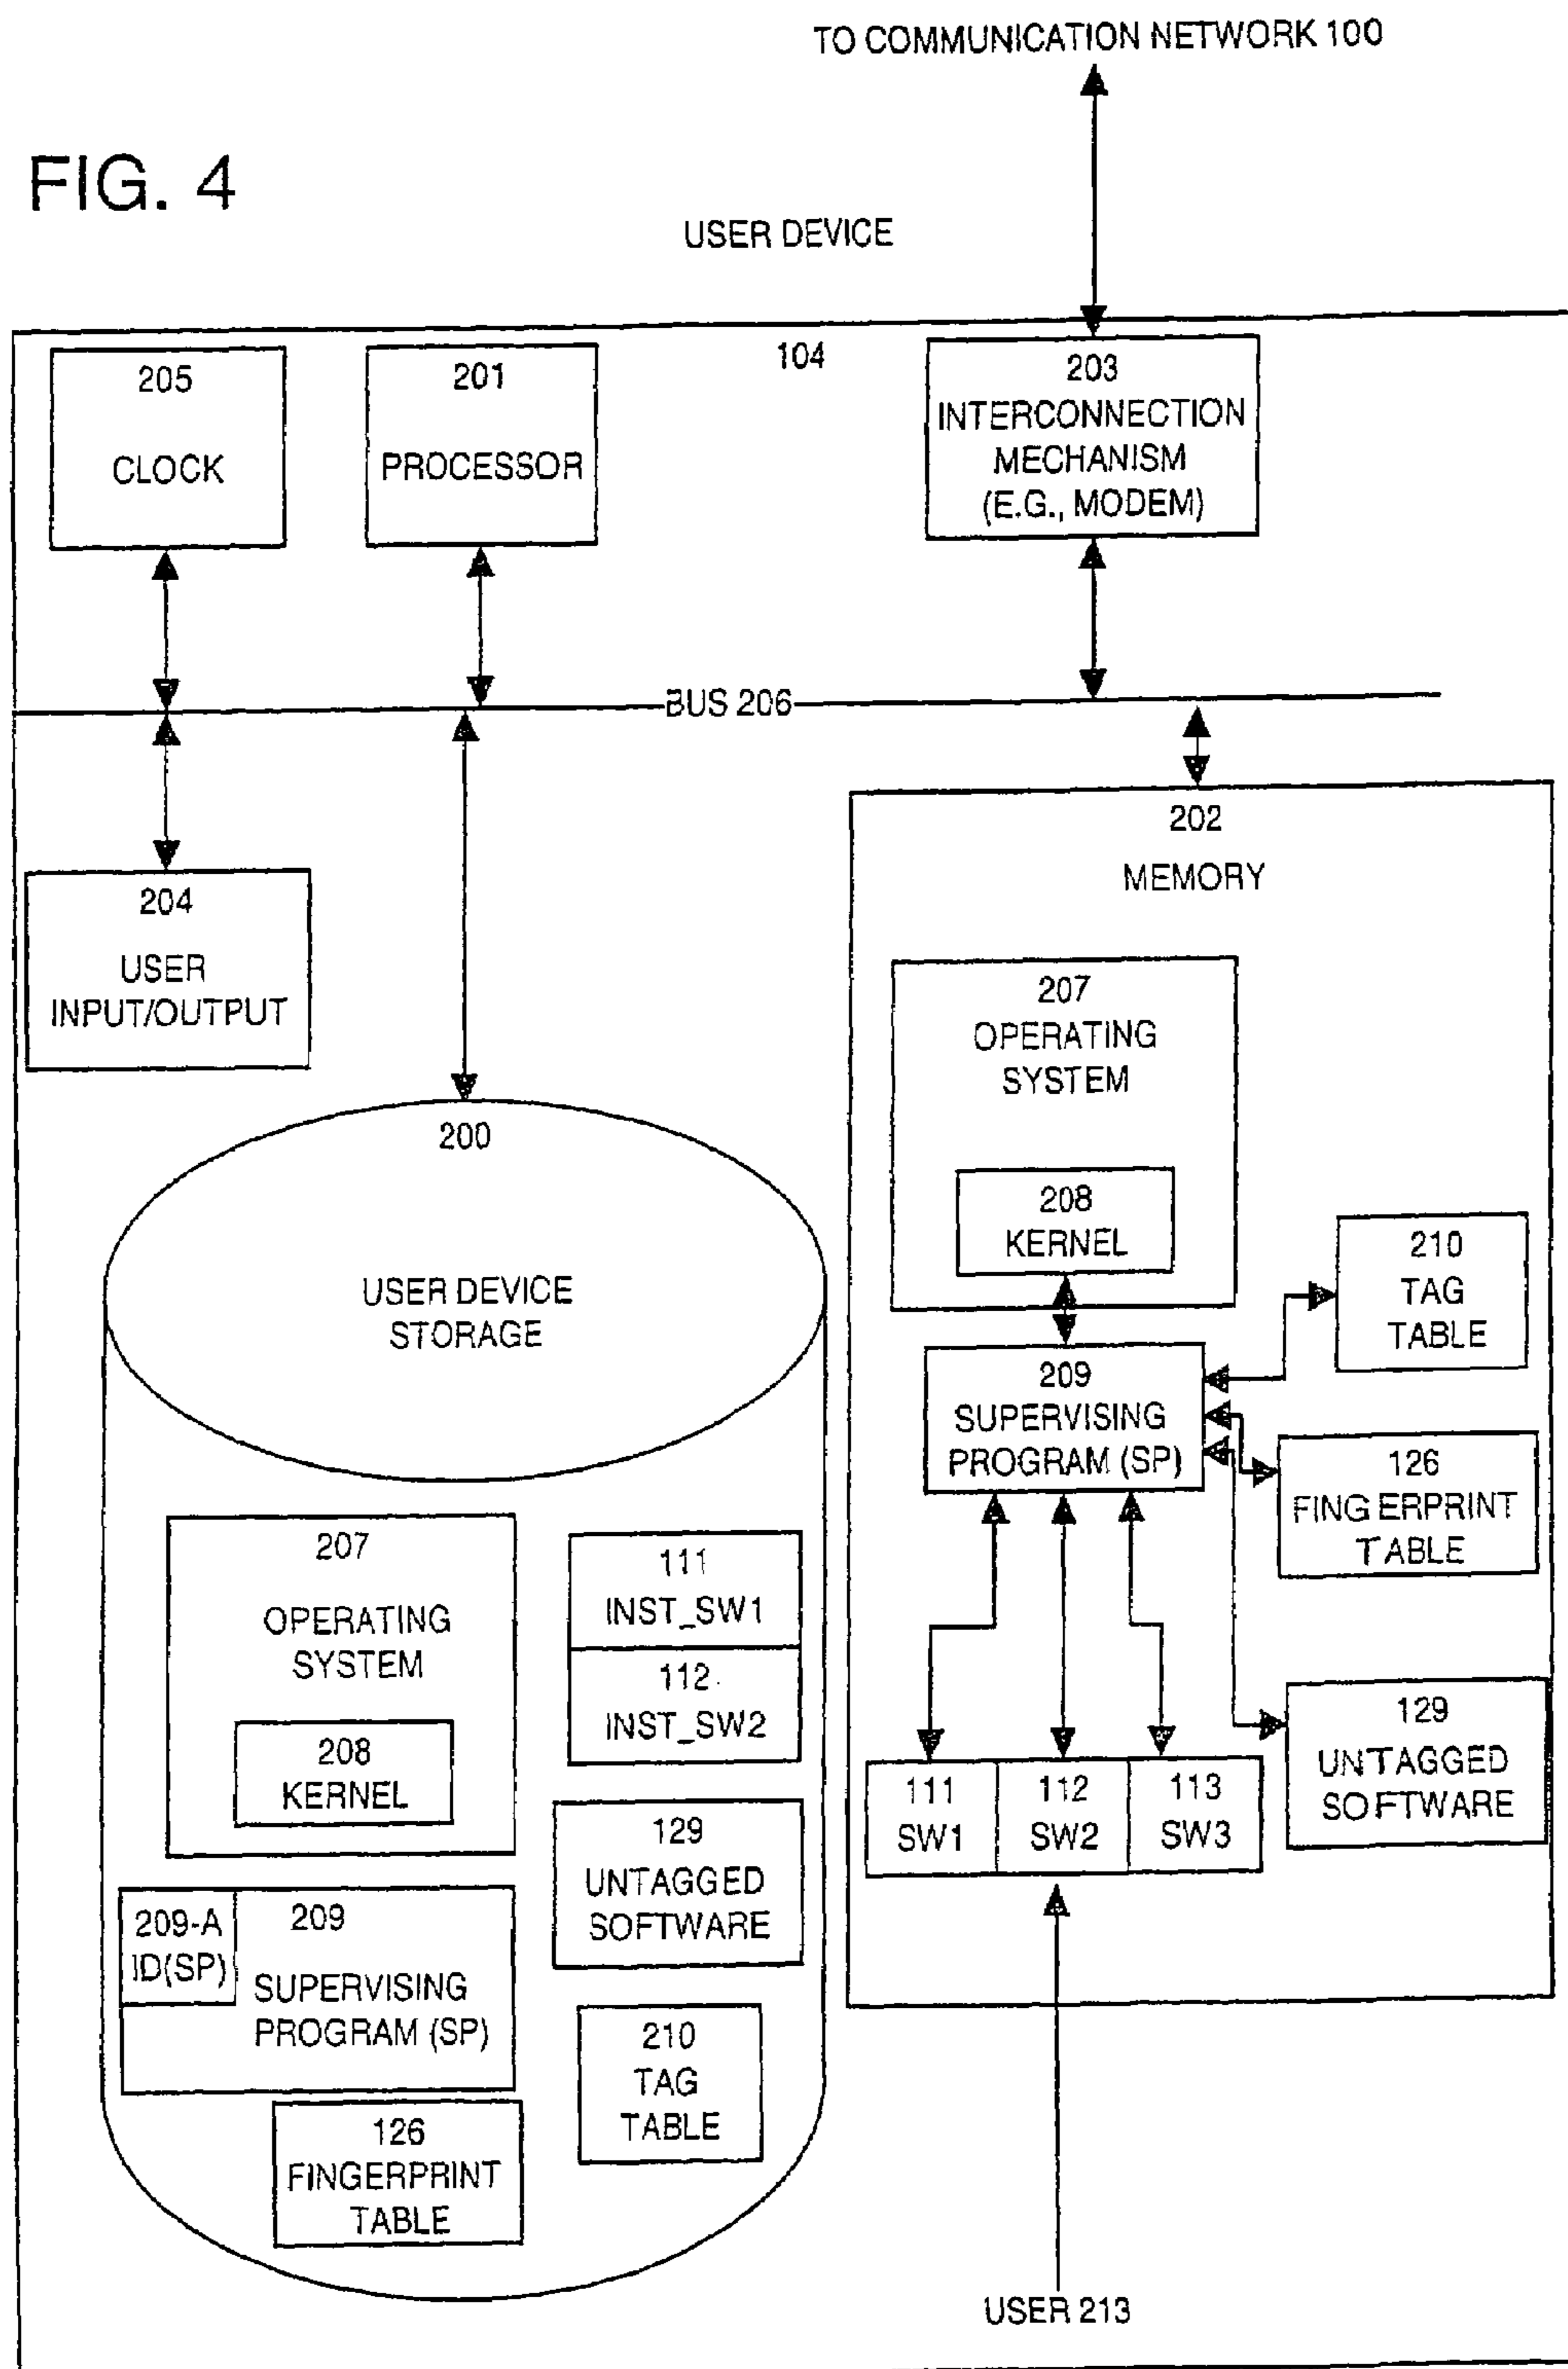 TO COMMUNICATION NETWORK 100
FIG. 4
USER DEVICE
104
205
CLOCK
201
PROCESSOR
203
INTERCONNECTION
MECHANISM
(E.G., MODEM)
BUS 206
204
USER
INPUT/OUTPUT
200
USER DEVICE
STORAGE
207
OPERATING
SYSTEM
208
KERNEL
111
INST_SW1
112
INST_SW2
129
UNTAGGED
SOFTWARE
209-A
ID(SP)
209
SUPERVISING
PROGRAM (SP)
210
TAG
TABLE
126
FINGERPRINT
TABLE
202
MEMORY
207
OPERATING
SYSTEM
208
KERNEL
210
TAG
TABLE
209
SUPERVISING
PROGRAM (SP)
126
FINGERPRINT
TABLE
129
UNTAGGED
SOFTWARE
111
SW1
112
SW2
113
SW3
USER 213